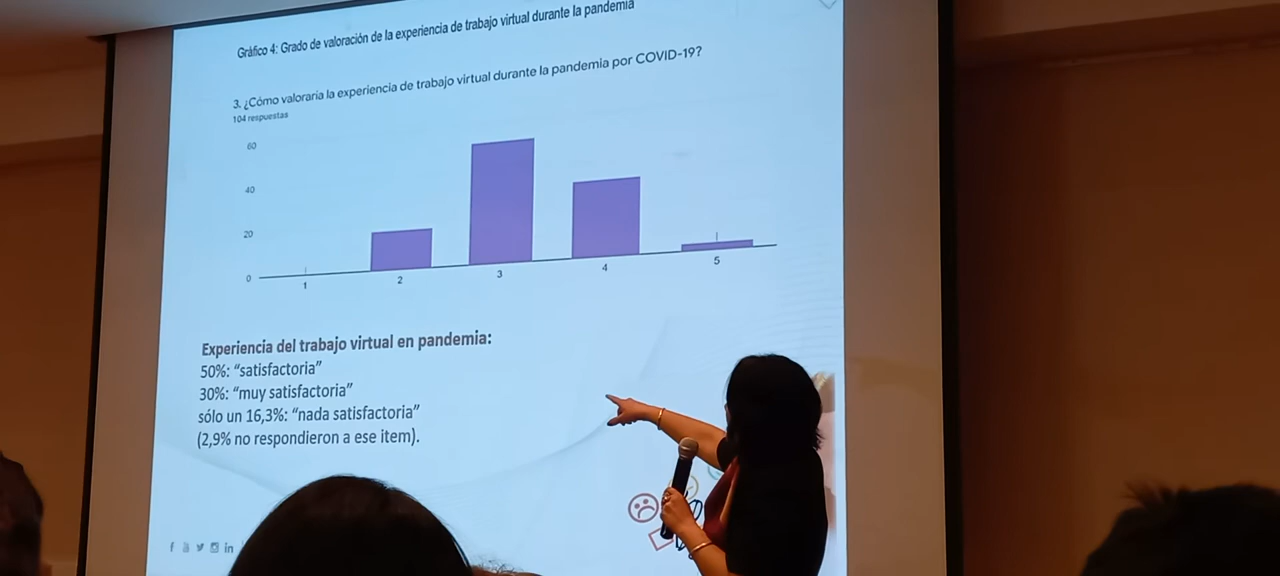 Gráfico 4: Grado de valoración de la experiencia de trabajo virtual durante la pandemia
3. ¿Cómo valoraria la experiencia de trabajo virtual durante la pandemia por COVID-19?
104 respuestas
60
40
20
0
1
2
3
4
5
Experiencia del trabajo virtual en pandemia:
50%: “satisfactoria”
30%: “muy satisfactoria”
sólo un 16,3%: “nada satisfactoria”
(2,9% no respondieron a ese item).